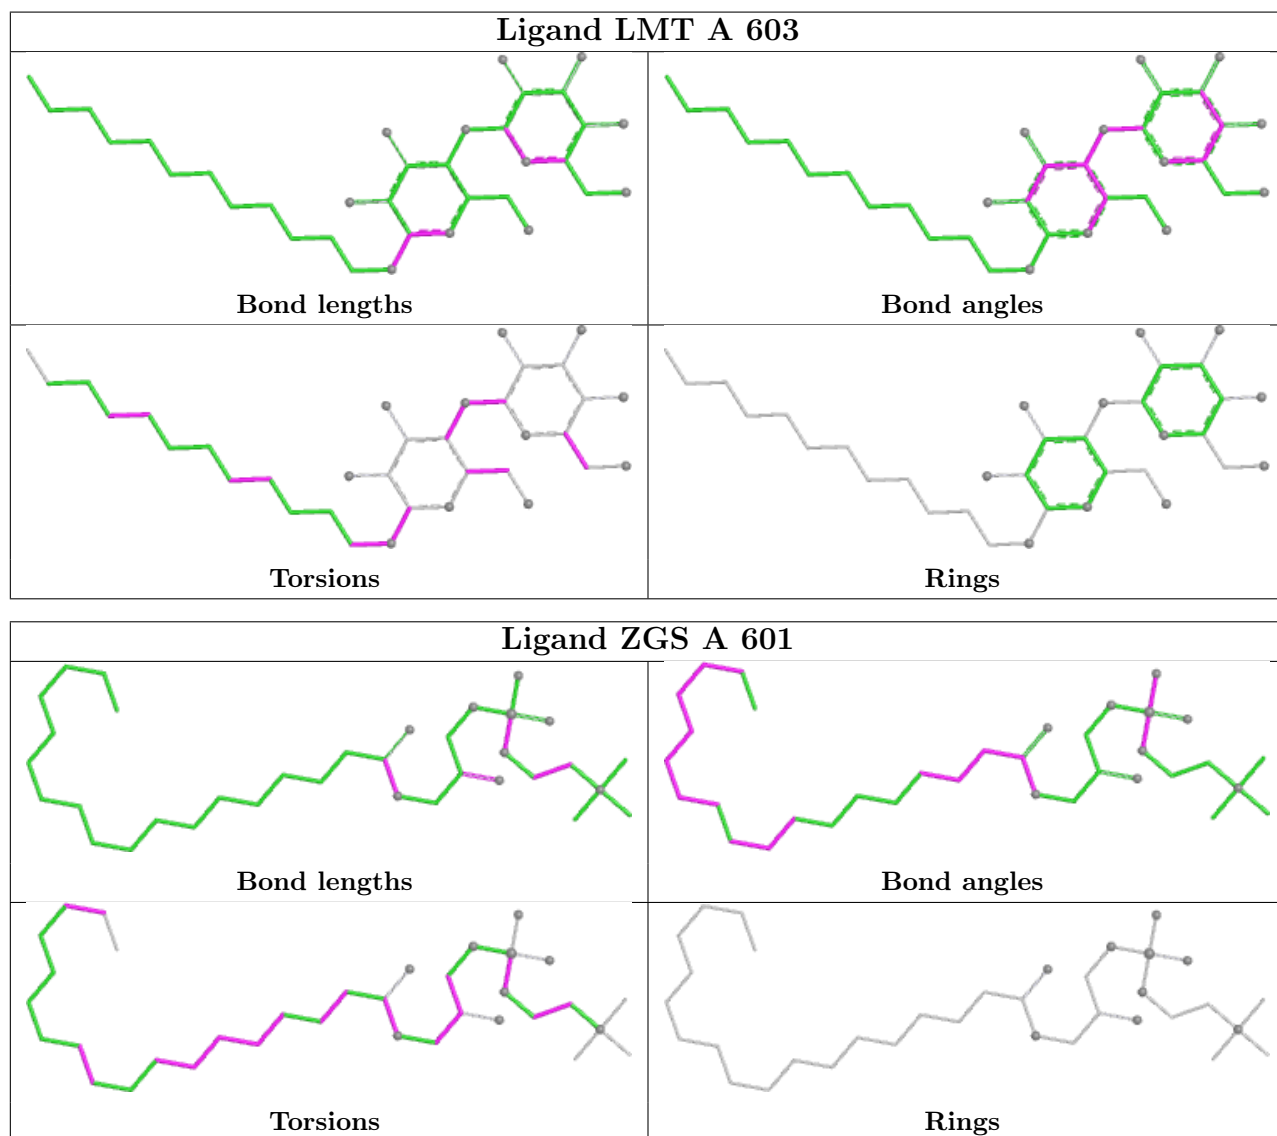 Ligand LMT A 603
Bond lengths
Bond angles
Torsions
Rings
Ligand ZGS A 601
Bond lengths
Bond angles
Torsions
Rings